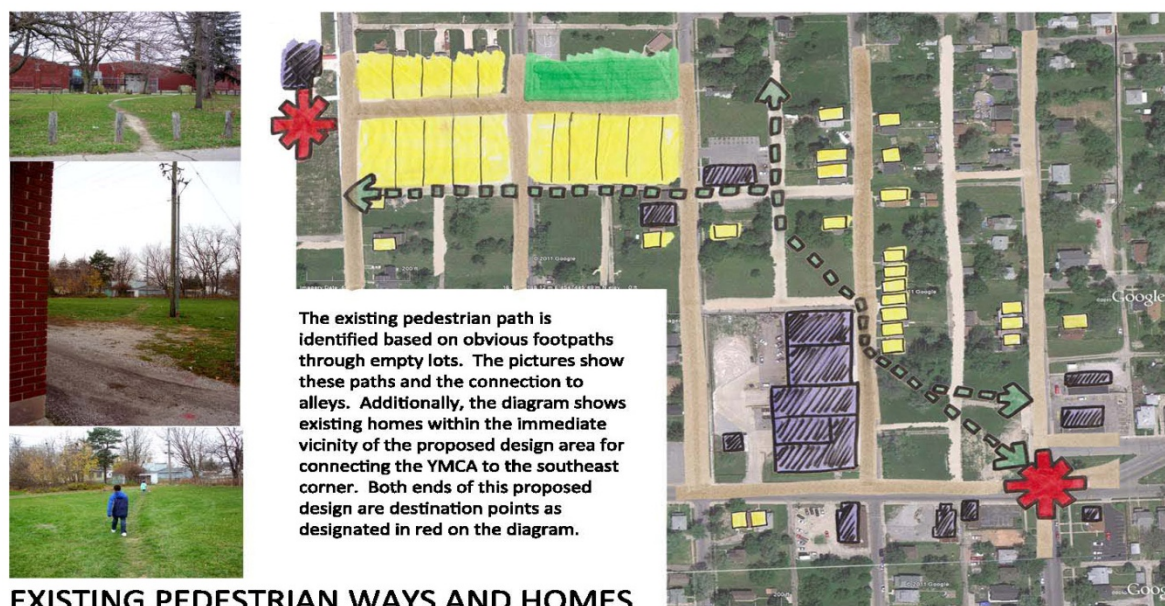 The existing pedestrian path is
identified based on obvious footpaths
through empty lots. The pictures show
these paths and the connection to
alleys. Additionally, the diagram shows
existing homes within the immediate
vicinity of the proposed design area for
connecting the YMCA to the southeast
corner. Both ends of this proposed
design are destination points as
designated in red on the diagram.
EXISTING PEDESTRIAN WAYS AND HOMES
© 2011 Google
Google